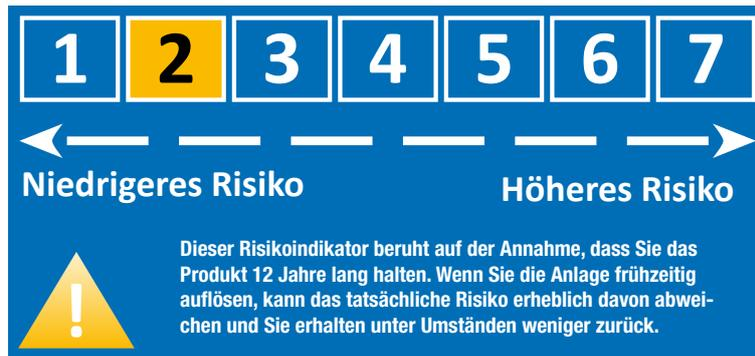 1 2 3 4 5 6 7
Niedrigeres Risiko Höheres Risiko
Dieser Risikoindikator beruht auf der Annahme, dass Sie das
Produkt 12 Jahre lang halten. Wenn Sie die Anlage frühzeitig
auflösen, kann das tatsächliche Risiko erheblich davon abwei-
chen und Sie erhalten unter Umständen weniger zurück.
!